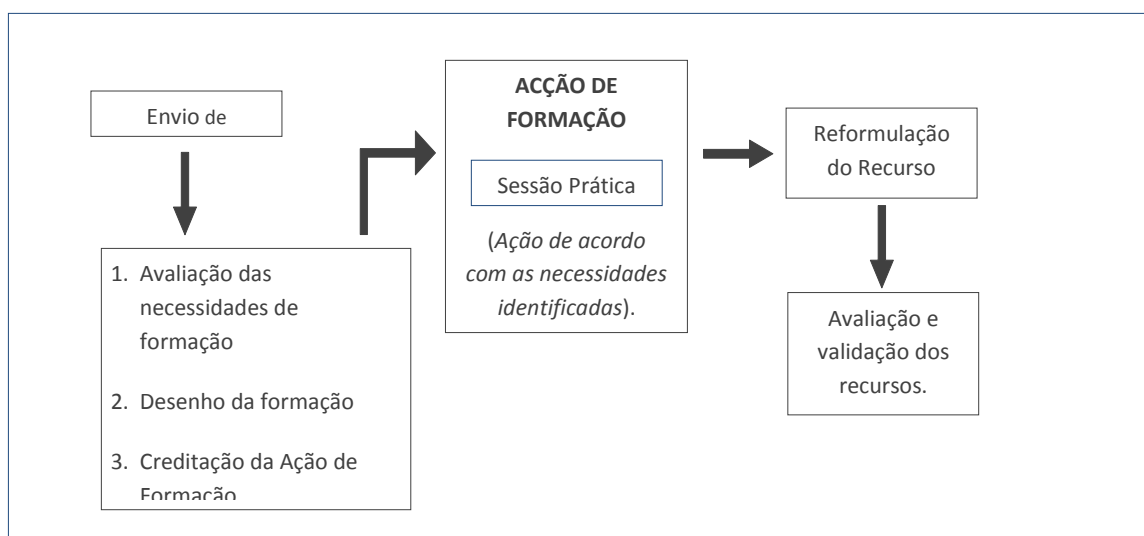 Envio de
1. Avaliação das
necessidades de
formação
2. Desenho da formação
3. Creditação da Ação de
Formação
ACÇÃO DE
FORMAÇÃO
Sessão Prática
(Ação de acordo
com as necessidades
identificadas).
Reformulação
do Recurso
Avaliação e
validação dos
recursos.